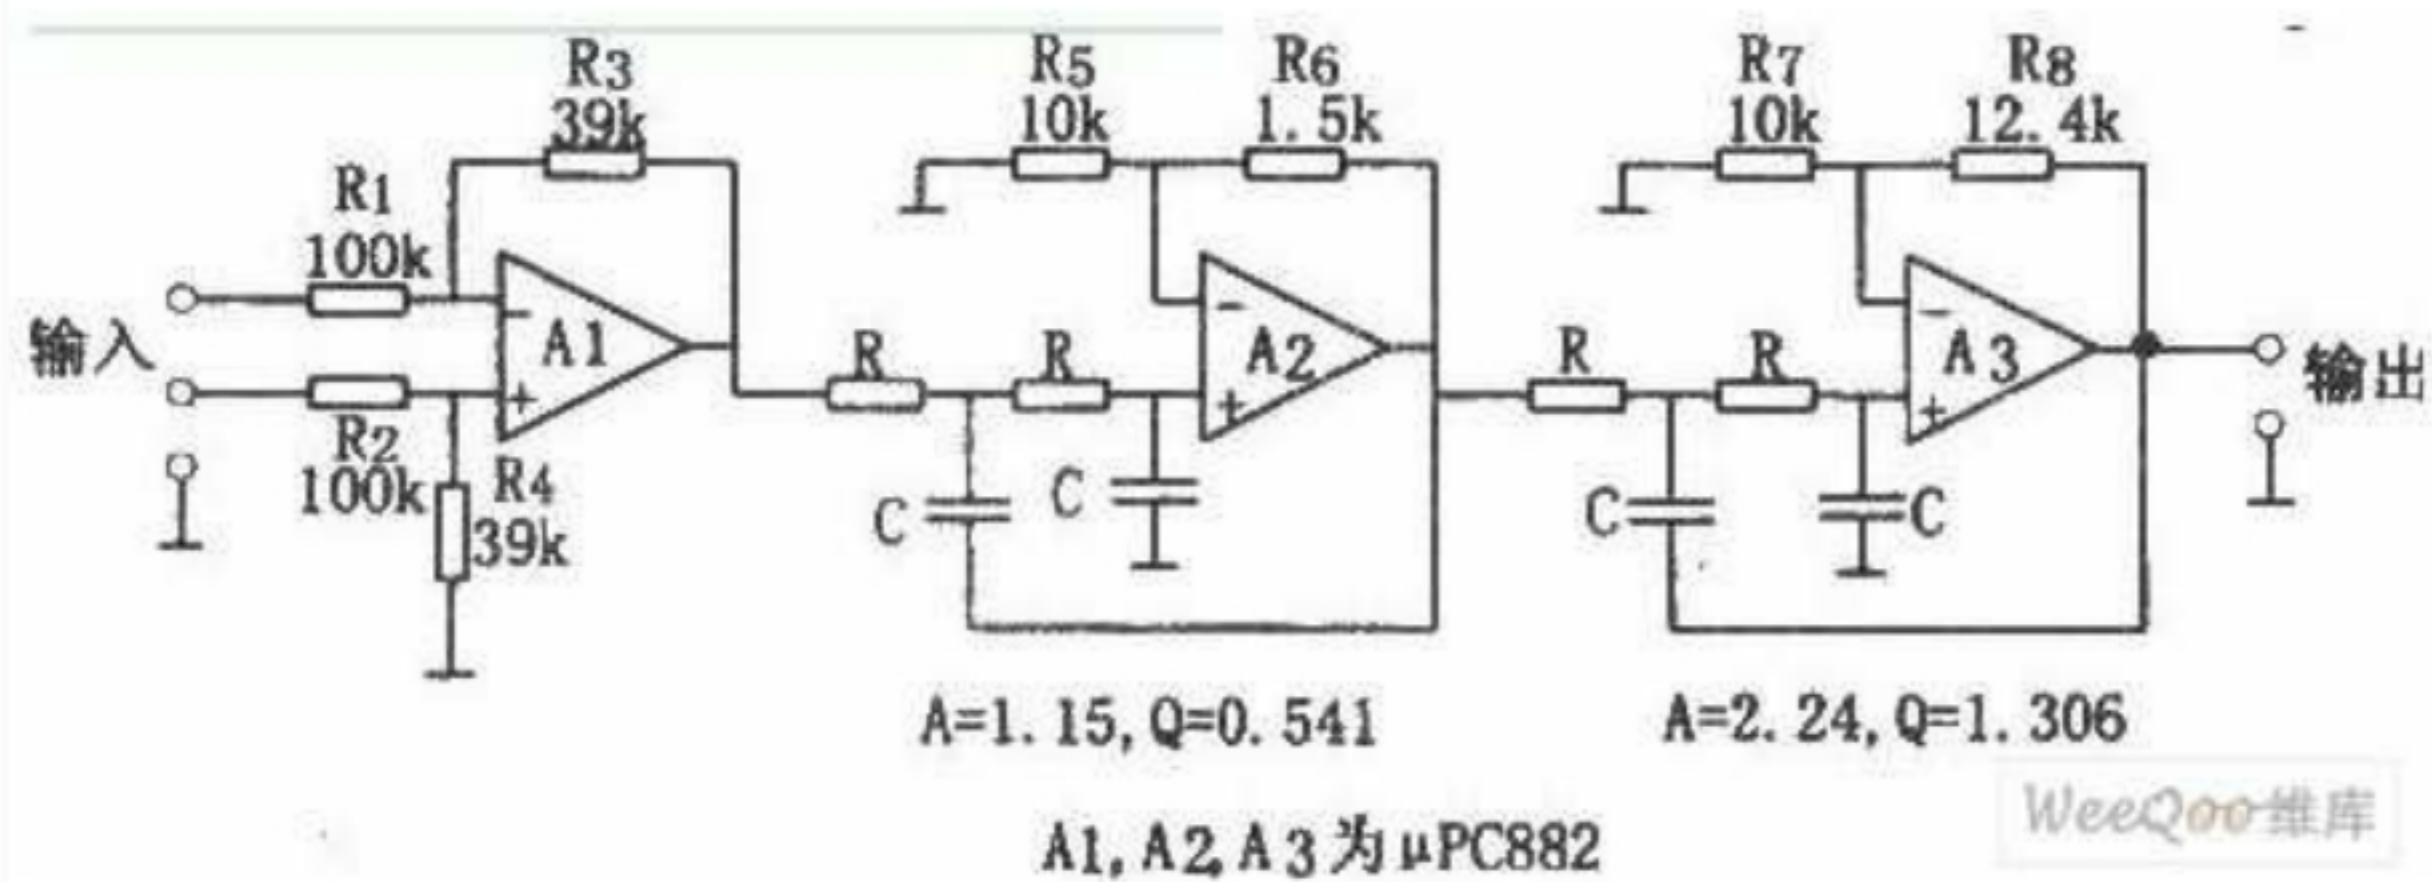 R3
39k
R5
10k
R6
1.5k
R7
10k
R8
12.4k
R1
100k
输入
A1
R
R
A2
R
R
A3
输出
R2
100k
R4
39k
C
C
C
C
A=1.15,Q=0.541
A=2.24,Q=1.306
A1,A2,A3为μPC882
WeeQoo维库